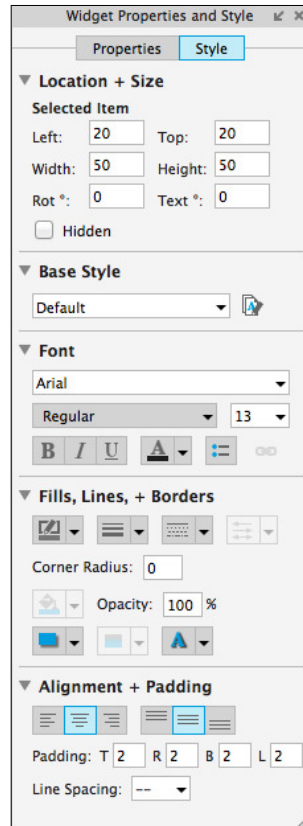 Widget Properties and Style
Properties Style
Location + Size
Selected Item
Left: 20 Top: 20
Width: 50 Height: 50
Rot °: 0 Text °: 0
Hidden
Base Style
Default
Font
Arial
Regular 13
B I U A
Fills, Lines, + Borders
Corner Radius: 0
Opacity: 100 %
A
Alignment + Padding
Padding: T 2 R 2 B 2 L 2
Line Spacing: --